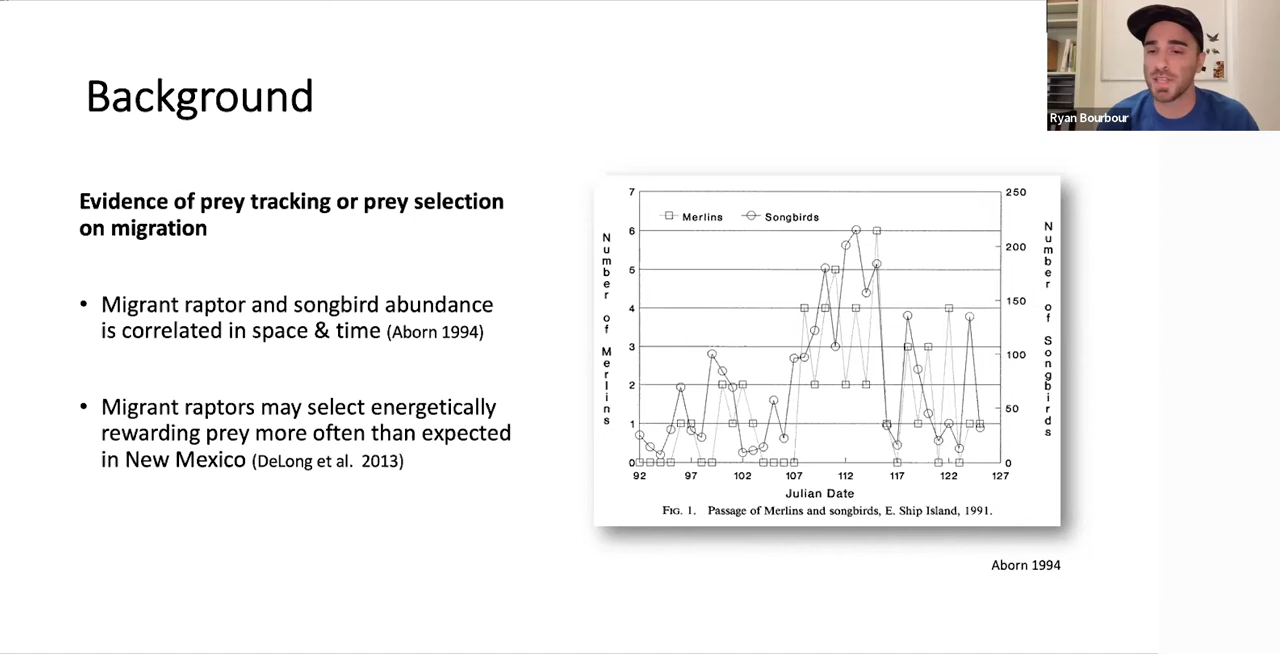 Ryan Bourbour
Background
Evidence of prey tracking or prey selection
on migration
• Migrant raptor and songbird abundance
is correlated in space & time (Aborn 1994)
• Migrant raptors may select energetically
rewarding prey more often than expected
in New Mexico (DeLong et al. 2013)
Merlins Songbirds
Number of Merlins
7
6
5
4
3
2
1
0
250
200
150
100
50
0
Number of Songbirds
92 97 102 107 112 117 122 127
Julian Date
FIG. 1. Passage of Merlins and songbirds, E. Ship Island, 1991.
Aborn 1994